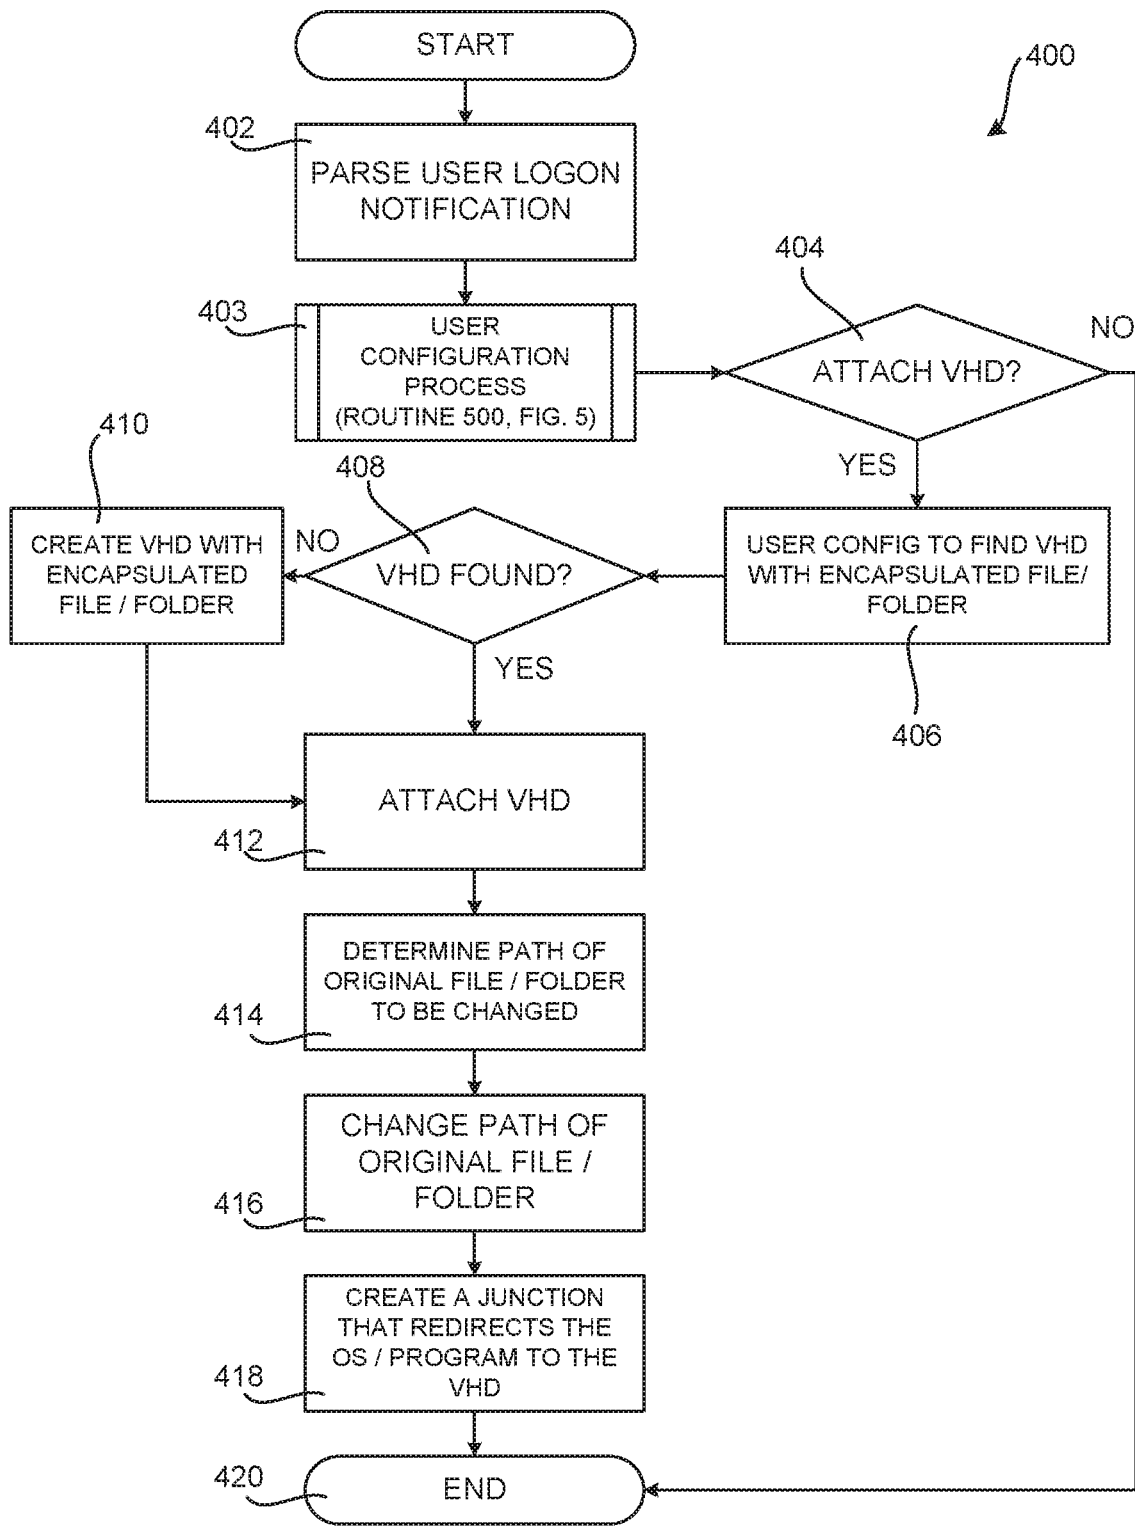 START
400
402
PARSE USER LOGON
NOTIFICATION
404
403
USER
CONFIGURATION
PROCESS
(ROUTINE 500, FIG. 5)
ATTACH VHD?
NO
YES
410
408
CREATE VHD WITH
ENCAPSULATED
FILE / FOLDER
NO
VHD FOUND?
USER CONFIG TO FIND VHD
WITH ENCAPSULATED FILE/
FOLDER
YES
406
ATTACH VHD
412
DETERMINE PATH OF
ORIGINAL FILE / FOLDER
TO BE CHANGED
414
CHANGE PATH OF
ORIGINAL FILE /
FOLDER
416
CREATE A JUNCTION
THAT REDIRECTS THE
OS / PROGRAM TO THE
VHD
418
END
420